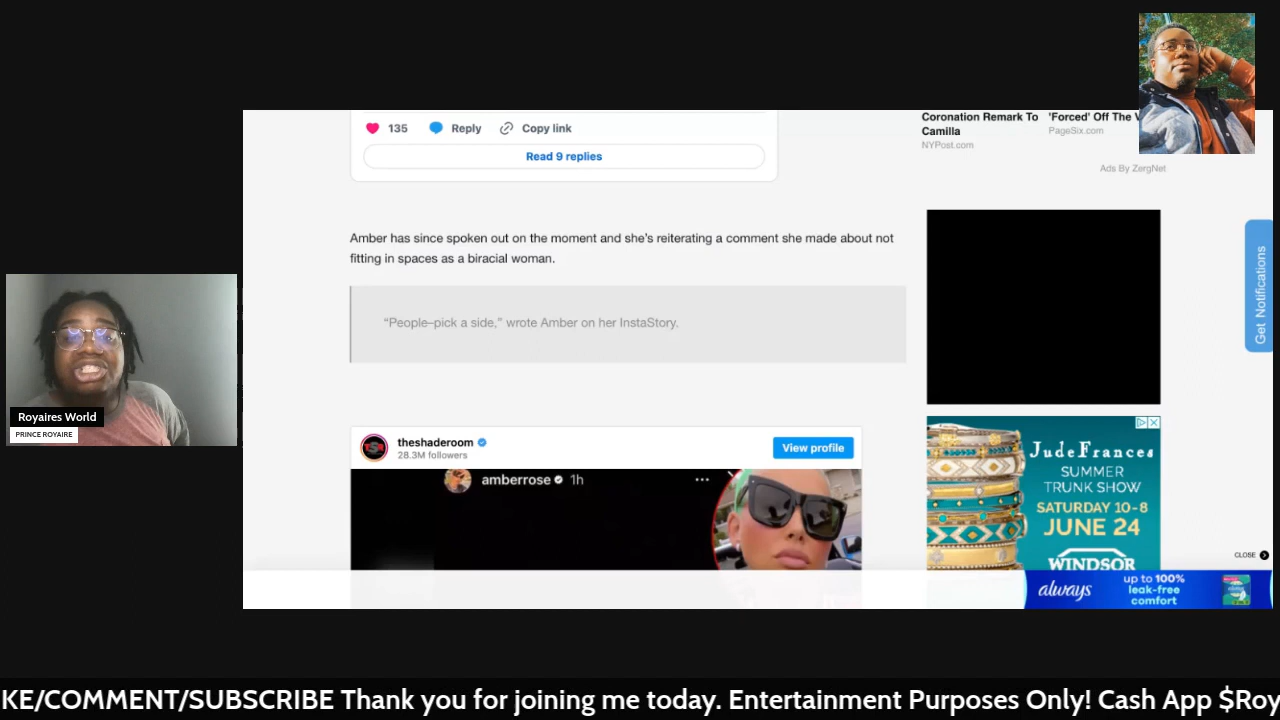 135
Reply
Copy link
Read 9 replies
Coronation Remark To
Camilla
NYPost.com
'Forced' Off The
PageSix.com
Ads By ZergNet
Amber has since spoken out on the moment and she's reiterating a comment she made about not
fitting in spaces as a biracial woman.
"People–pick a side," wrote Amber on her InstaStory.
Get Notifications
theshaderoom
28.3M followers
View profile
TSR
amberrose 1h
JudeFrances
SUMMER
TRUNK SHOW
SATURDAY 10-8
JUNE 24
WINDSOR
CLOSE
always
up to 100%
leak-free
comfort
Royaires World
PRINCE ROYAIRE
KE/COMMENT/SUBSCRIBE Thank you for joining me today. Entertainment Purposes Only! Cash App $Roy